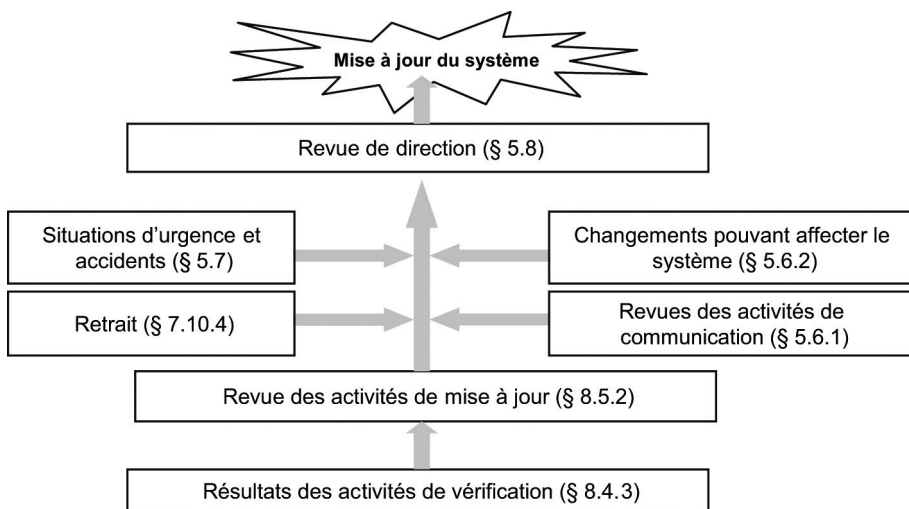 Mise à jour du système
Revue de direction (§ 5.8)
Situations d’urgence et
accidents (§ 5.7)
Changements pouvant affecter le
système (§ 5.6.2)
Retrait (§ 7.10.4)
Revues des activités de
communication (§ 5.6.1)
Revue des activités de mise à jour (§ 8.5.2)
Résultats des activités de vérification (§ 8.4.3)